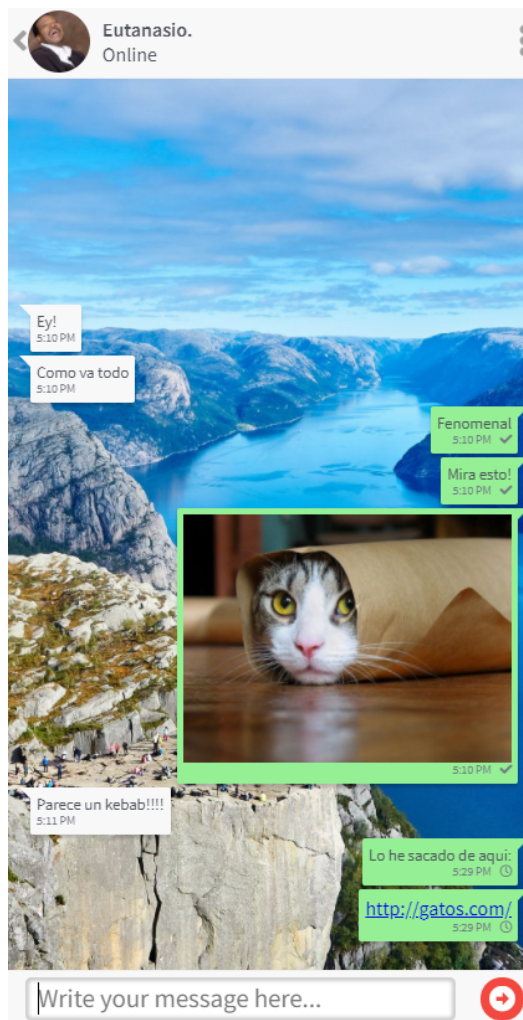 Eutanasio.
Online
Ey!
5:10 PM
Como va todo
5:10 PM
Fenomenal
5:10 PM
Mira esto!
5:10 PM
5:10 PM
Parece un kebab!!!!
5:11 PM
Lo he sacado de aqui:
5:29 PM
http://gatos.com/
5:29 PM
Write your message here...